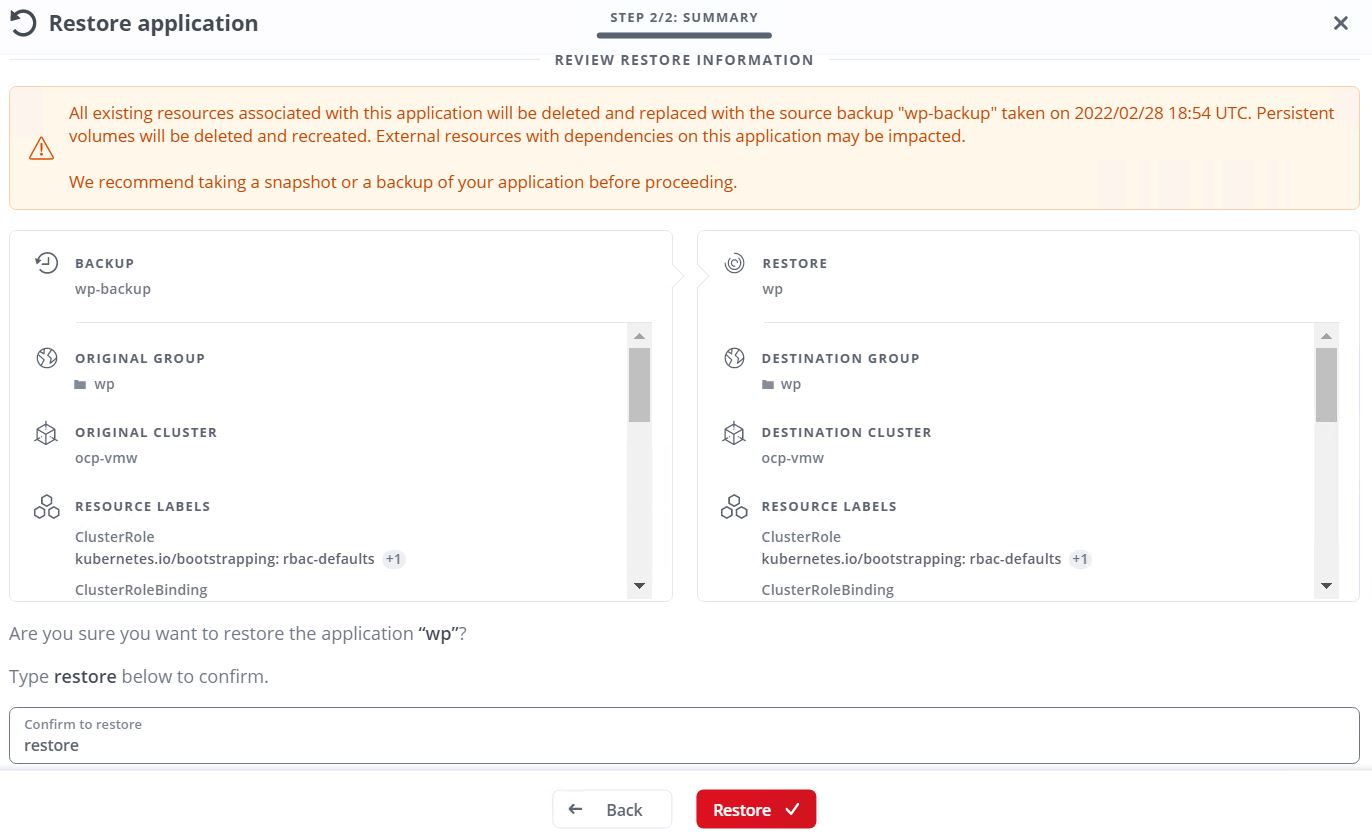 Restore application
STEP 2/2: SUMMARY
REVIEW RESTORE INFORMATION
All existing resources associated with this application will be deleted and replaced with the source backup "wp-backup" taken on 2022/02/28 18:54 UTC. Persistent
volumes will be deleted and recreated. External resources with dependencies on this application may be impacted.
We recommend taking a snapshot or a backup of your application before proceeding.
BACKUP
wp-backup
ORIGINAL GROUP
wp
ORIGINAL CLUSTER
ocp-vmw
RESOURCE LABELS
ClusterRole
kubernetes.io/bootstrapping: rbac-defaults +1
ClusterRoleBinding
RESTORE
wp
DESTINATION GROUP
wp
DESTINATION CLUSTER
ocp-vmw
RESOURCE LABELS
ClusterRole
kubernetes.io/bootstrapping: rbac-defaults +1
ClusterRoleBinding
Are you sure you want to restore the application “wp”?
Type restore below to confirm.
Confirm to restore
restore
Back
Restore